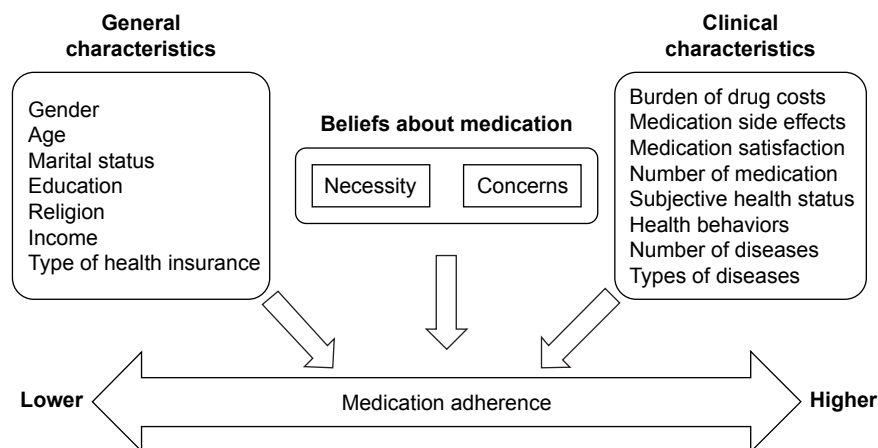 General
characteristics
Gender
Age
Marital status
Education
Religion
Income
Type of health insurance
Beliefs about medication
Necessity
Concerns
Clinical
characteristics
Burden of drug costs
Medication side effects
Medication satisfaction
Number of medication
Subjective health status
Health behaviors
Number of diseases
Types of diseases
Lower
Medication adherence
Higher